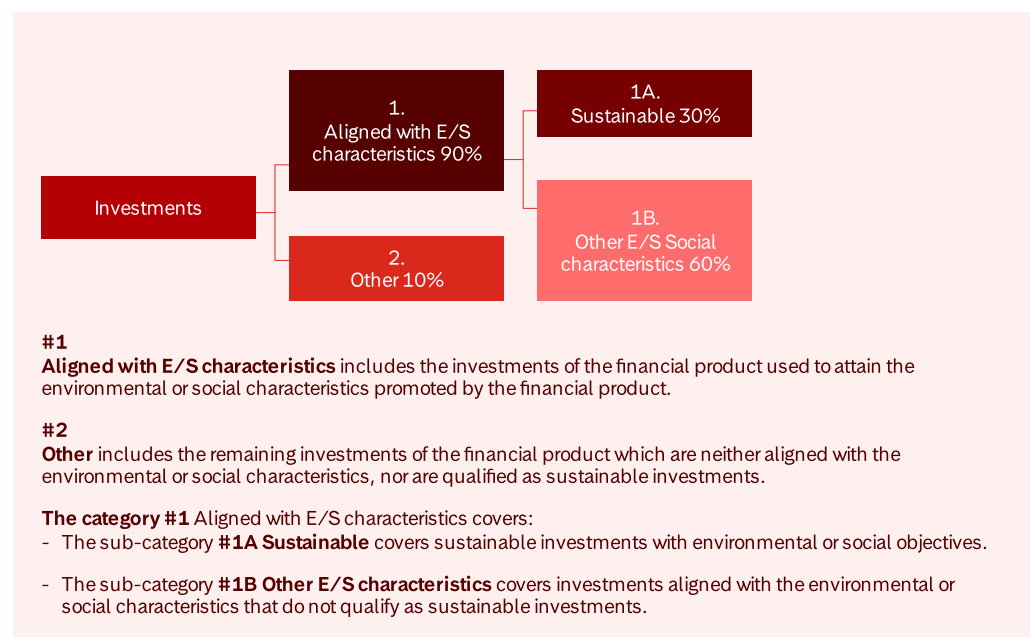 Investments
1.
Aligned with E/S
characteristics 90%
2.
Other 10%
1A.
Sustainable 30%
1B.
Other E/S Social
characteristics 60%
#1
Aligned with E/S characteristics includes the investments of the financial product used to attain the
environmental or social characteristics promoted by the financial product.
#2
Other includes the remaining investments of the financial product which are neither aligned with the
environmental or social characteristics, nor are qualified as sustainable investments.
The category #1 Aligned with E/S characteristics covers:
- The sub-category #1A Sustainable covers sustainable investments with environmental or social objectives.
- The sub-category #1B Other E/S characteristics covers investments aligned with the environmental or
social characteristics that do not qualify as sustainable investments.